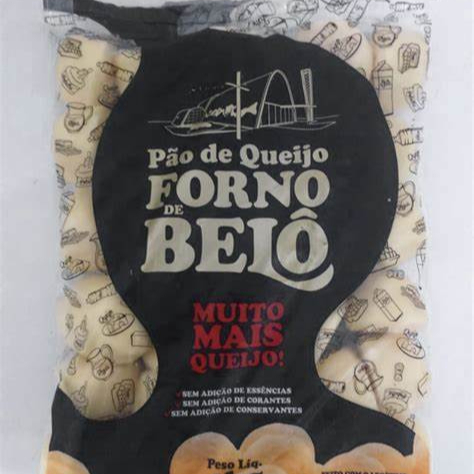 Pão de Queijo
FORNO
DE
BELÔ
MUITO
MAIS
QUEIJO!
SEM ADIÇÃO DE ESSÊNCIAS
SEM ADIÇÃO DE CORANTES
SEM ADIÇÃO DE CONSERVANTES
Peso Líq.